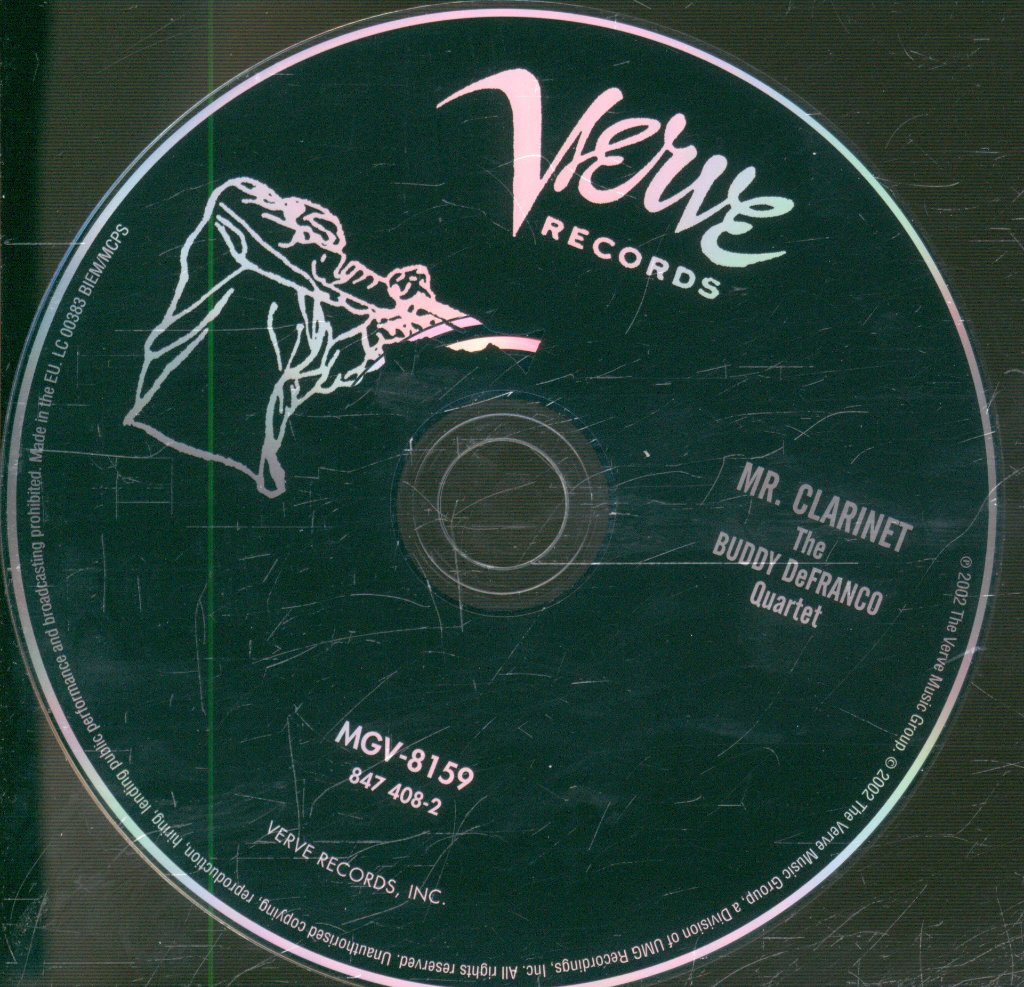 Verve
RECORDS
MR. CLARINET
The
BUDDY DeFRANCO
Quartet
MGV-8159
847 408-2
VERVE RECORDS, INC.
℗ 2002 The Verve Music Group. © 2002 The Verve Music Group, a Division of UMG Recordings, Inc. All rights reserved. Unauthorised copying, reproduction, hiring, lending public performance and broadcasting prohibited. Made in the EU. LC 00383 BIEM/MCPS